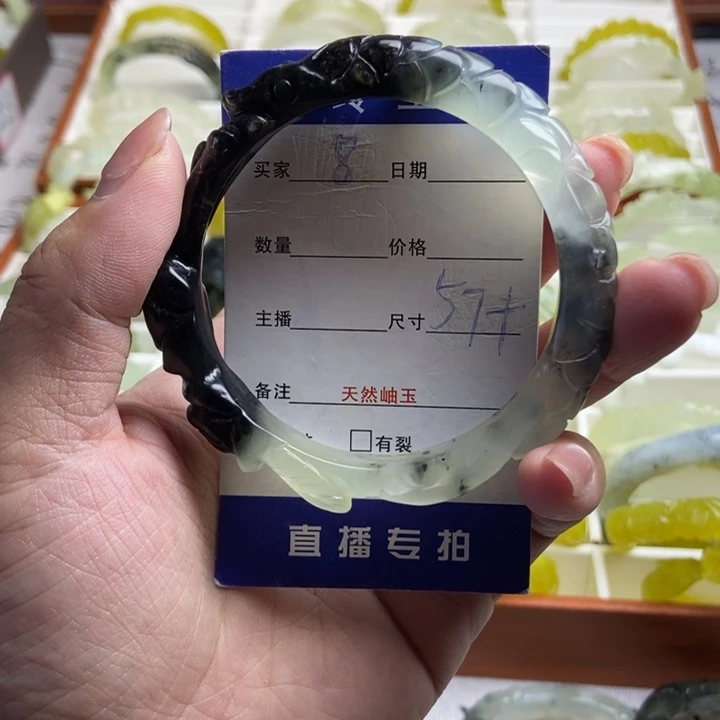 买家 8 日期
数量 价格
主播 尺寸 57+
备注 天然岫玉
□有裂
直播专拍